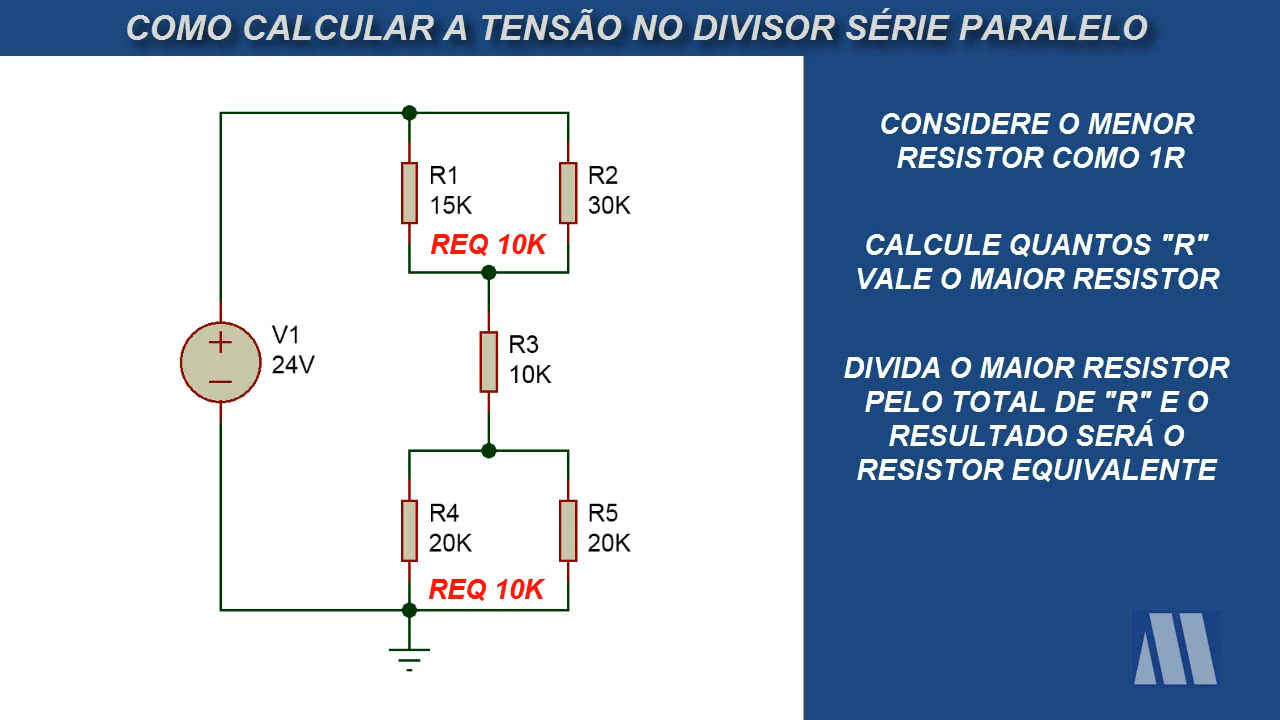 COMO CALCULAR A TENSÃO NO DIVISOR SÉRIE PARALELO
R1
15K
R2
30K
REQ 10K
V1
24V
R3
10K
R4
20K
R5
20K
REQ 10K
CONSIDERE O MENOR
RESISTOR COMO 1R
CALCULE QUANTOS "R"
VALE O MAIOR RESISTOR
DIVIDA O MAIOR RESISTOR
PELO TOTAL DE "R" E O
RESULTADO SERÁ O
RESISTOR EQUIVALENTE